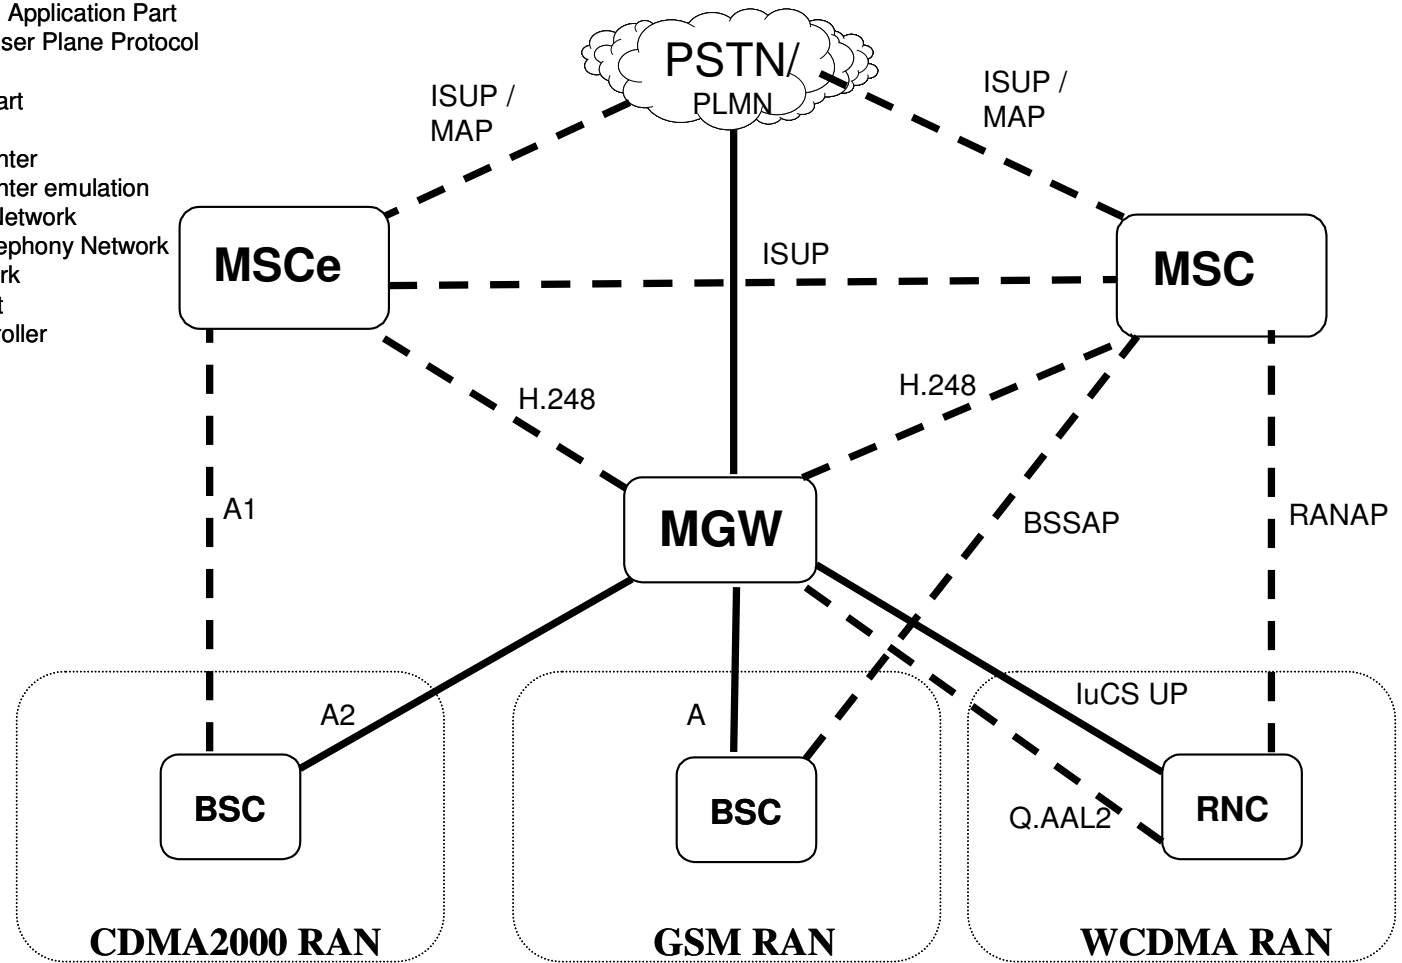 Application Part
ser Plane Protocol
art
nter
nter emulation
Network
ephony Network
rk
t
roller
PSTN/
PLMN
ISUP /
MAP
ISUP /
MAP
MSCe
ISUP
MSC
H.248
H.248
A1
MGW
BSSAP
RANAP
A2
A
IuCS UP
BSC
BSC
RNC
Q.AAL2
CDMA2000 RAN
GSM RAN
WCDMA RAN